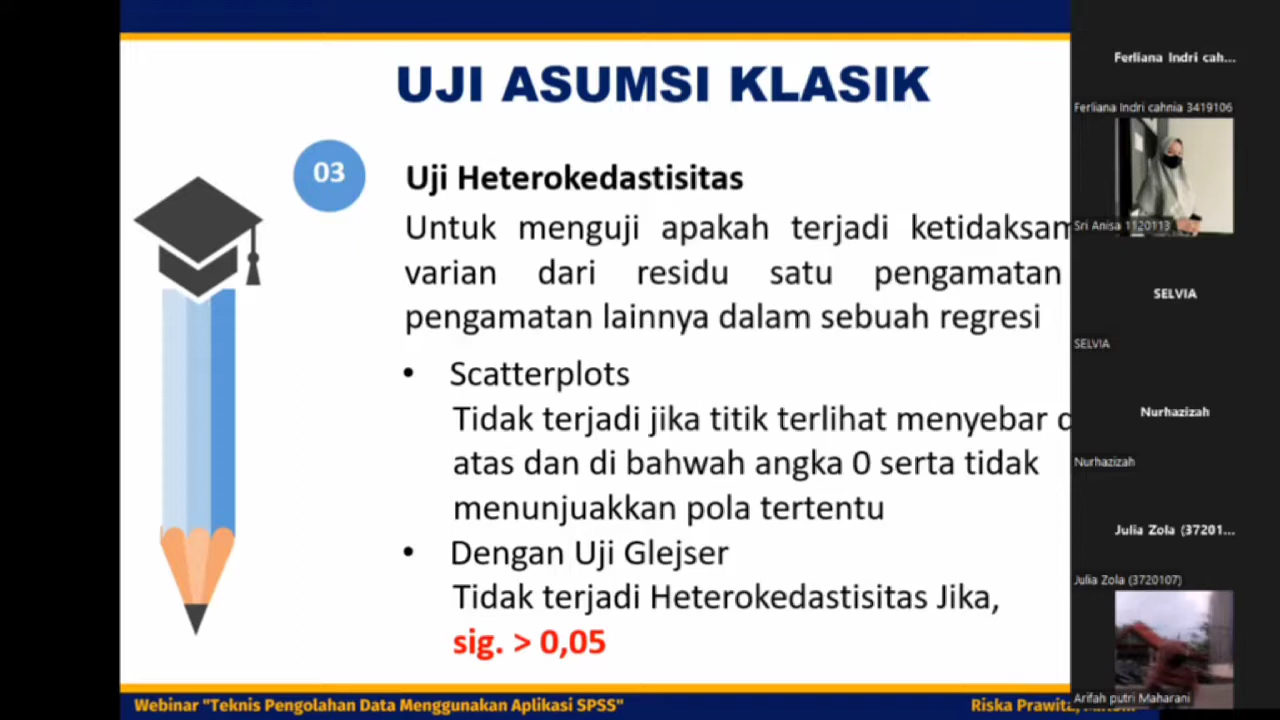 UJI ASUMSI KLASIK
03
Uji Heterokedastisitas
Untuk menguji apakah terjadi ketidaksam
varian dari residu satu pengamatan
pengamatan lainnya dalam sebuah regresi
• Scatterplots
Tidak terjadi jika titik terlihat menyebar d
atas dan di bahwah angka 0 serta tidak
menunjuakkan pola tertentu
• Dengan Uji Glejser
Tidak terjadi Heterokedastisitas Jika,
sig. > 0,05
Webinar "Teknis Pengolahan Data Menggunakan Aplikasi SPSS"
Riska Prawita,
Ferliana Indri cah...
Ferliana Indri cahnia 3419106
Sri Anisa 1120113
SELVIA
SELVIA
Nurhazizah
Nurhazizah
Julia Zola (37201...
Julia Zola (3720107)
Arifah putri Maharani